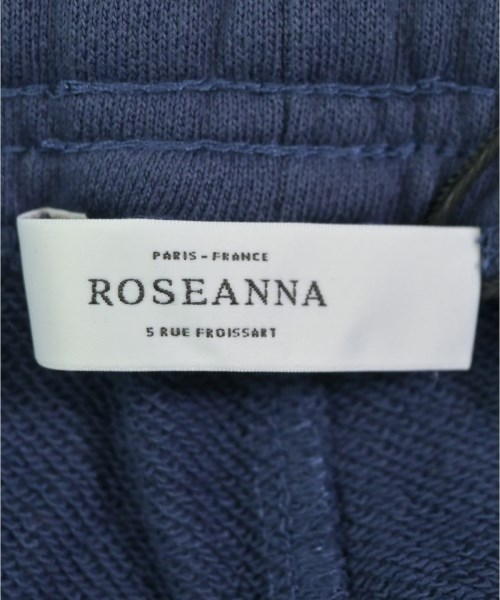 PARIS - FRANCE
ROSEANNA
5 RUE FROISSART